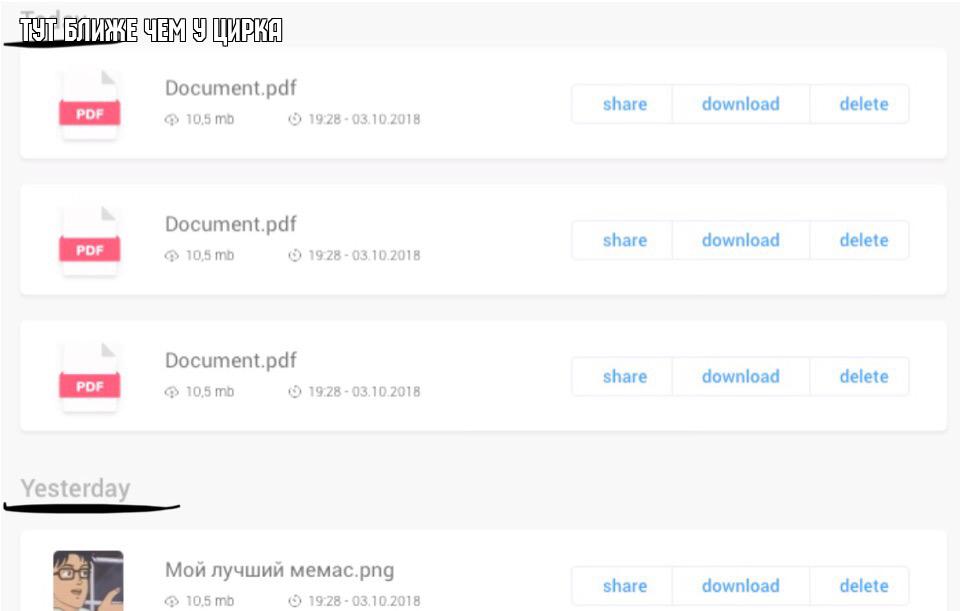 Today
ТУТ БЛИЖЕ ЧЕМ У ЦИРКА
Document.pdf
PDF
10,5 mb 19:28 - 03.10.2018
share download delete
Document.pdf
PDF
10,5 mb 19:28 - 03.10.2018
share download delete
Document.pdf
PDF
10,5 mb 19:28 - 03.10.2018
share download delete
Yesterday
Мой лучший мемас.png
10,5 mb 19:28 - 03.10.2018
share download delete